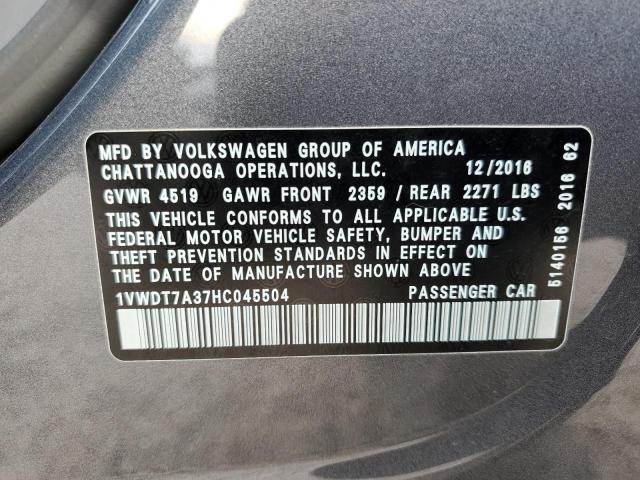 MFD BY VOLKSWAGEN GROUP OF AMERICA
CHATTANOOGA OPERATIONS, LLC. 12/2016
GVWR 4519 GAWR FRONT 2359 / REAR 2271 LBS
THIS VEHICLE CONFORMS TO ALL APPLICABLE U.S.
FEDERAL MOTOR VEHICLE SAFETY, BUMPER AND
THEFT PREVENTION STANDARDS IN EFFECT ON
THE DATE OF MANUFACTURE SHOWN ABOVE
1VWDT7A37HC045504 PASSENGER CAR
5140156 2016 62